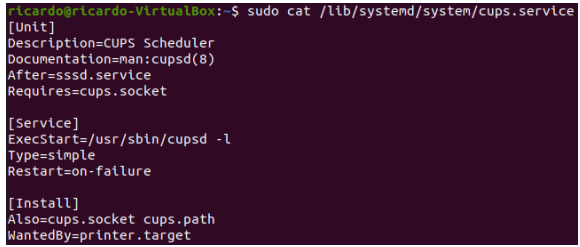 ricardo@ricardo-VirtualBox:~$ sudo cat /lib/systemd/system/cups.service
[Unit]
Description=CUPS Scheduler
Documentation=man:cupsd(8)
After=sssd.service
Requires=cups.socket

[Service]
ExecStart=/usr/sbin/cupsd -l
Type=simple
Restart=on-failure

[Install]
Also=cups.socket cups.path
WantedBy=printer.target